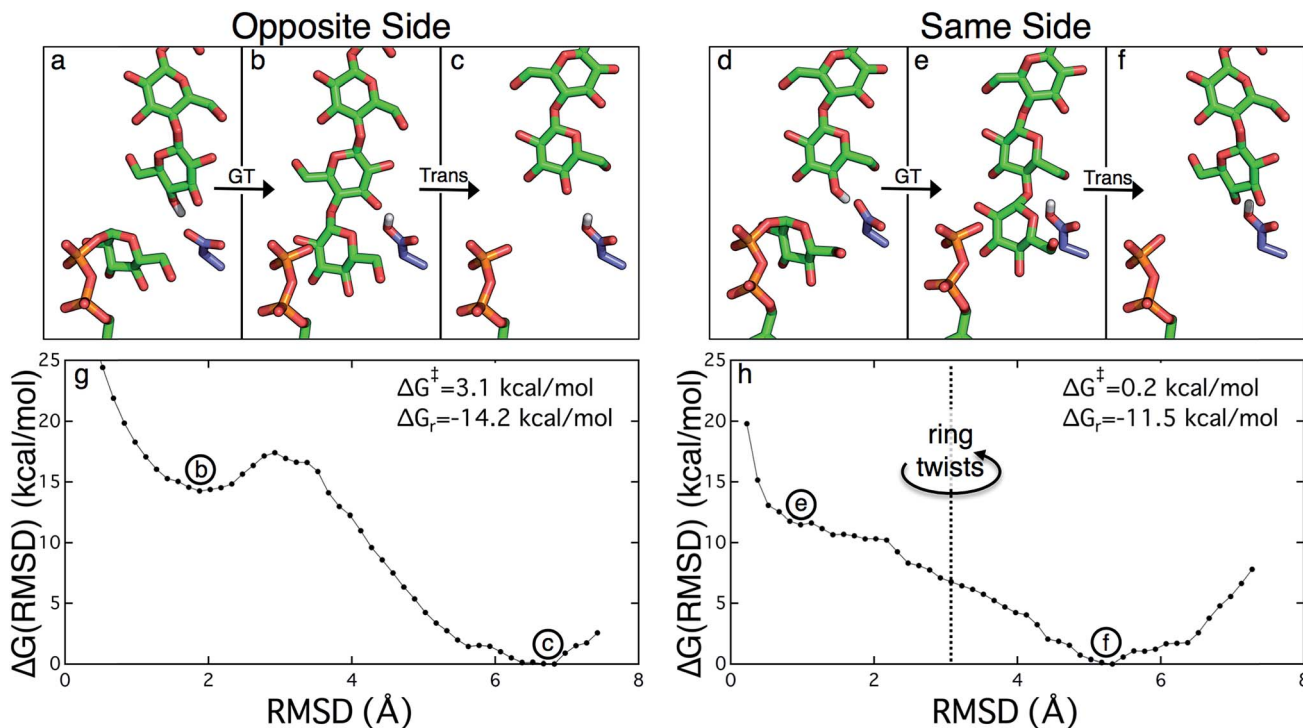 Opposite Side
Same Side
a
b
c
d
e
f
GT
Trans
GT
Trans
g
ΔG‡=3.1 kcal/mol
ΔGr=-14.2 kcal/mol
b
c
25
20
15
10
5
0
0
2
4
6
8
ΔG(RMSD) (kcal/mol)
RMSD (Å)
h
ΔG‡=0.2 kcal/mol
ΔGr=-11.5 kcal/mol
ring
twists
e
f
25
20
15
10
5
0
0
2
4
6
8
ΔG(RMSD) (kcal/mol)
RMSD (Å)